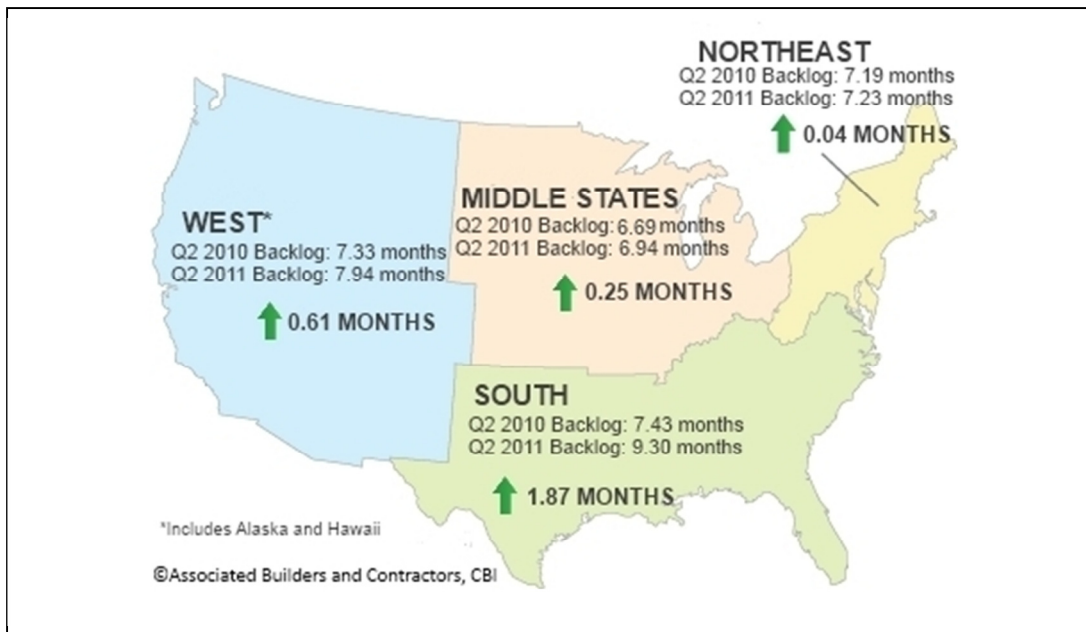 NORTHEAST
Q2 2010 Backlog: 7.19 months
Q2 2011 Backlog: 7.23 months
0.04 MONTHS
MIDDLE STATES
Q2 2010 Backlog: 6.69 months
Q2 2011 Backlog: 6.94 months
0.25 MONTHS
WEST*
Q2 2010 Backlog: 7.33 months
Q2 2011 Backlog: 7.94 months
0.61 MONTHS
SOUTH
Q2 2010 Backlog: 7.43 months
Q2 2011 Backlog: 9.30 months
1.87 MONTHS
*Includes Alaska and Hawaii
©Associated Builders and Contractors, CBI